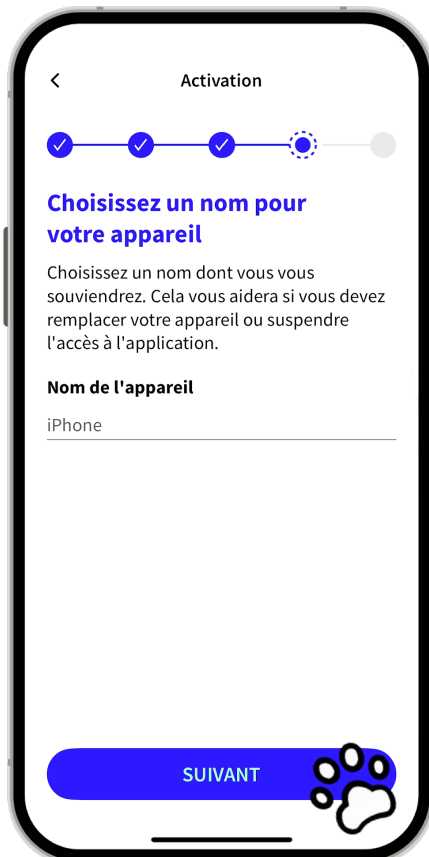 Activation
Choisissez un nom pour
votre appareil
Choisissez un nom dont vous vous
souviendrez. Cela vous aidera si vous devez
remplacer votre appareil ou suspendre
l'accès à l'application.
Nom de l'appareil
iPhone
SUIVANT